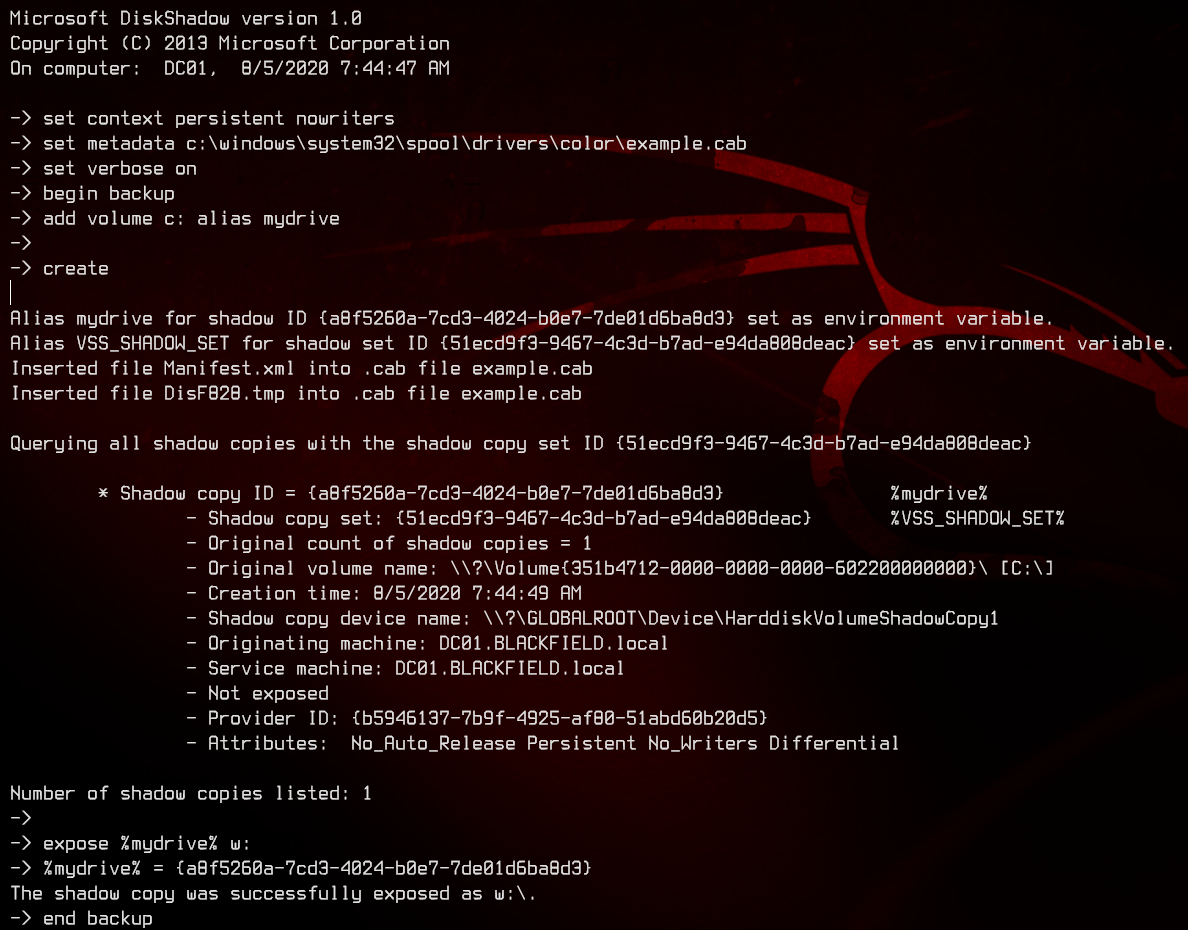 Microsoft DiskShadow version 1.0
Copyright (C) 2013 Microsoft Corporation
On computer:  DC01,  8/5/2020 7:44:47 AM

-> set context persistent nowriters
-> set metadata c:\windows\system32\spool\drivers\color\example.cab
-> set verbose on
-> begin backup
-> add volume c: alias mydrive
->
-> create

Alias mydrive for shadow ID {a8f5260a-7cd3-4024-b0e7-7de01d6ba8d3} set as environment variable.
Alias VSS_SHADOW_SET for shadow set ID {51ecd9f3-9467-4c3d-b7ad-e94da808deac} set as environment variable.
Inserted file Manifest.xml into .cab file example.cab
Inserted file DisF828.tmp into .cab file example.cab

Querying all shadow copies with the shadow copy set ID {51ecd9f3-9467-4c3d-b7ad-e94da808deac}

        * Shadow copy ID = {a8f5260a-7cd3-4024-b0e7-7de01d6ba8d3}               %mydrive%
                - Shadow copy set: {51ecd9f3-9467-4c3d-b7ad-e94da808deac}       %VSS_SHADOW_SET%
                - Original count of shadow copies = 1
                - Original volume name: \\?\Volume{351b4712-0000-0000-0000-602200000000}\ [C:\]
                - Creation time: 8/5/2020 7:44:49 AM
                - Shadow copy device name: \\?\GLOBALROOT\Device\HarddiskVolumeShadowCopy1
                - Originating machine: DC01.BLACKFIELD.local
                - Service machine: DC01.BLACKFIELD.local
                - Not exposed
                - Provider ID: {b5946137-7b9f-4925-af80-51abd60b20d5}
                - Attributes:  No_Auto_Release Persistent No_Writers Differential

Number of shadow copies listed: 1
->
-> expose %mydrive% w:
-> %mydrive% = {a8f5260a-7cd3-4024-b0e7-7de01d6ba8d3}
The shadow copy was successfully exposed as w:\.
-> end backup